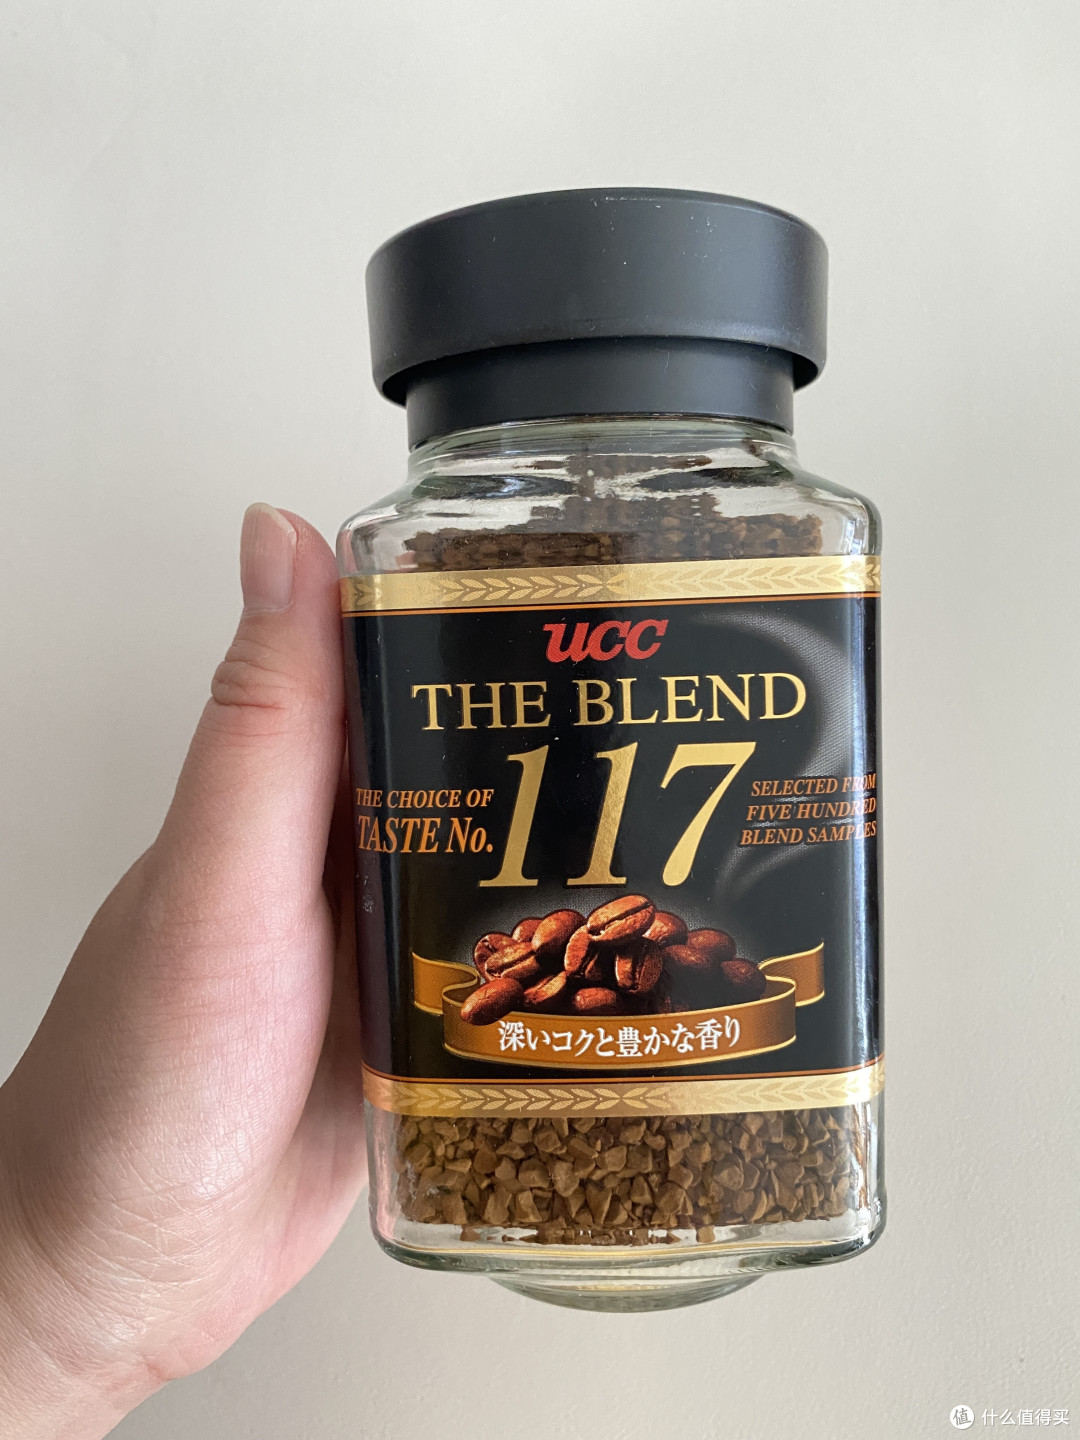 UCC
THE BLEND
117
THE CHOICE OF
TASTE No.
SELECTED FROM
FIVE HUNDRED
BLEND SAMPLES
深いコクと豊かな香り
值 什么值得买